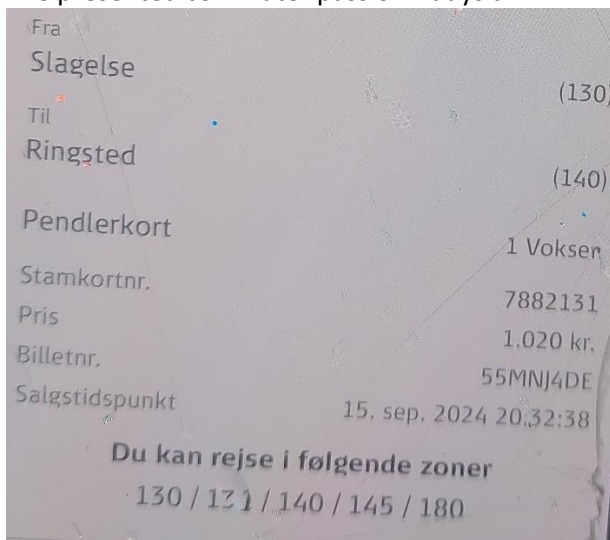 Fra
Slagelse
(130)
Til
Ringsted
(140)
Pendlerkort
1 Voksen
Stamkortnr.
7882131
Pris
1.020 kr.
Billetnr.
55MNJ4DE
Salgstidspunkt
15. sep. 2024 20:32:38
Du kan rejse i følgende zoner
130 / 131 / 140 / 145 / 180